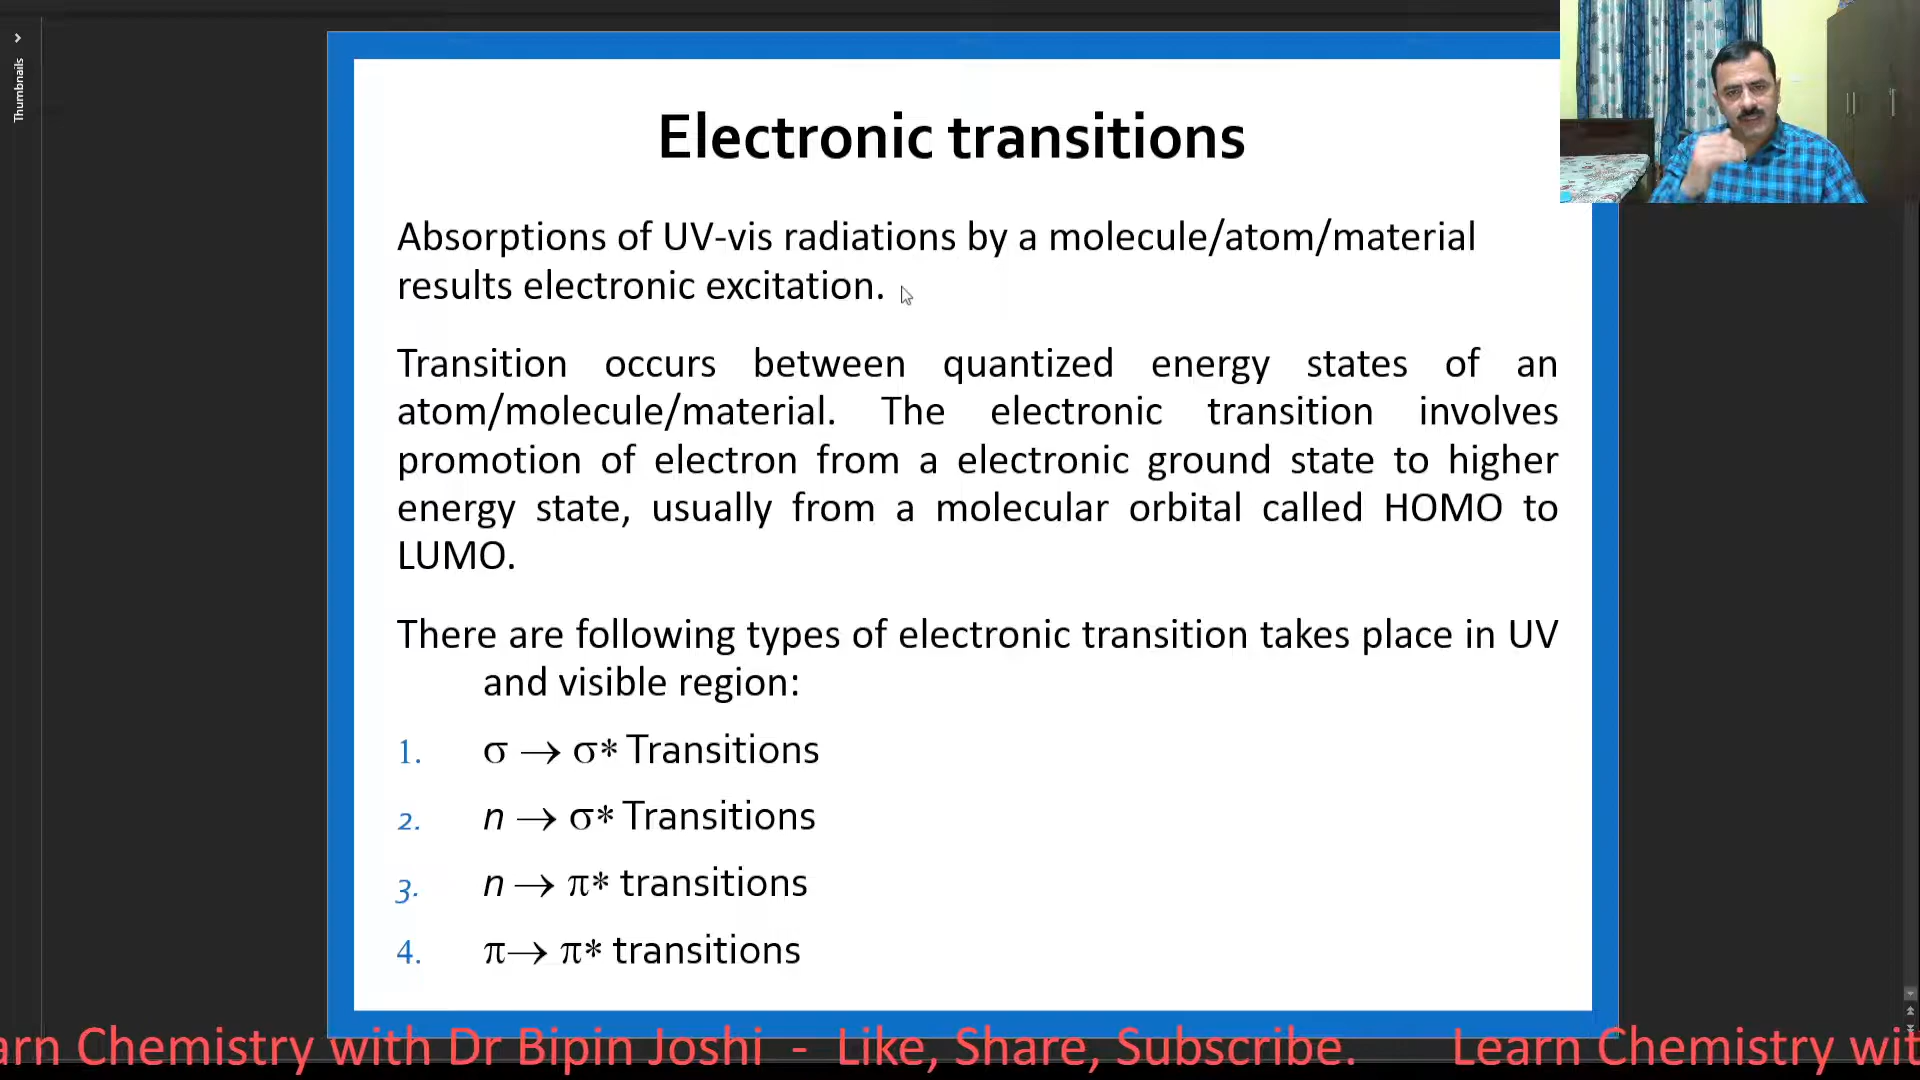 Thumbnails
Electronic transitions
Absorptions of UV-vis radiations by a molecule/atom/material
results electronic excitation.
Transition occurs between quantized energy states of an
atom/molecule/material. The electronic transition involves
promotion of electron from a electronic ground state to higher
energy state, usually from a molecular orbital called HOMO to
LUMO.
There are following types of electronic transition takes place in UV
and visible region:
1. σ → σ* Transitions
2. n → σ* Transitions
3. n → π* transitions
4. π→ π* transitions
arn Chemistry with Dr Bipin Joshi - Like, Share, Subscribe. Learn Chemistry wit